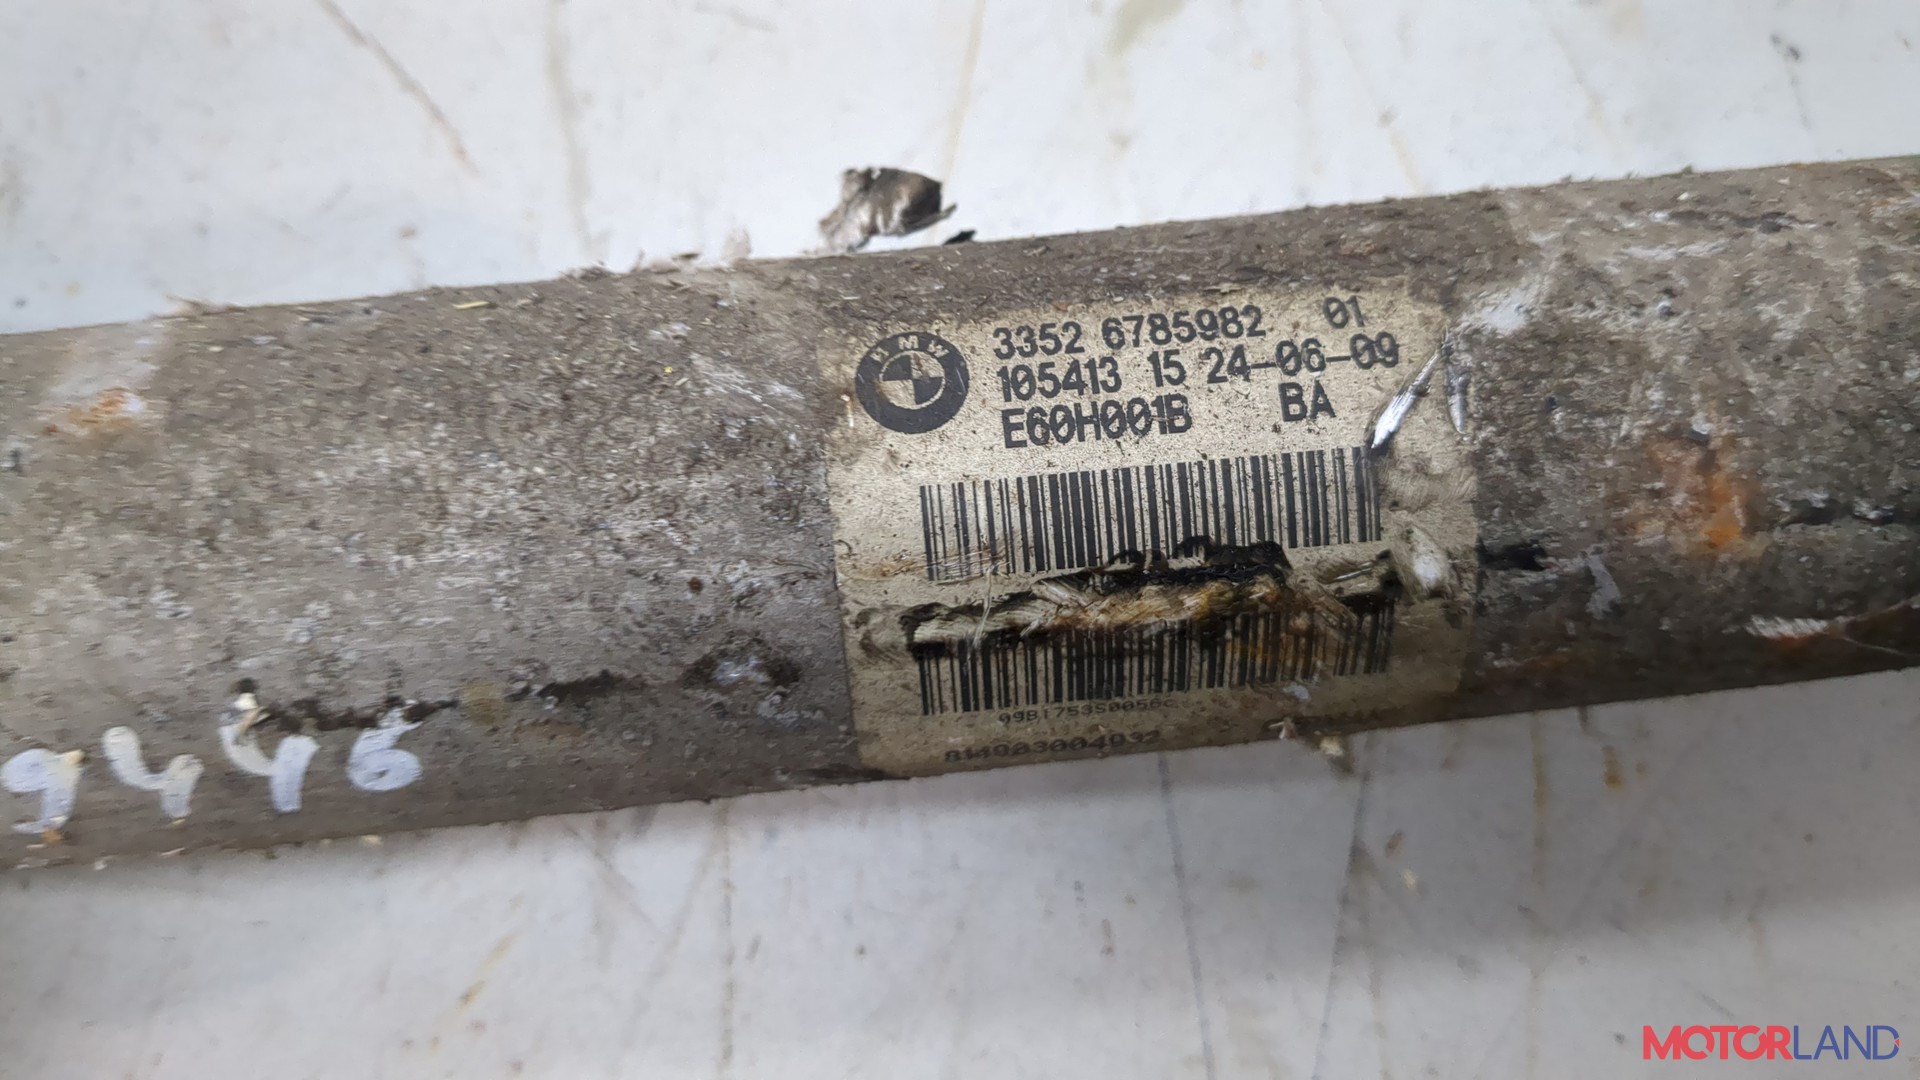 BMW
3352 6785982 01
105413 15 24-06-09
E60H001B BA
9446
MOTORLAND